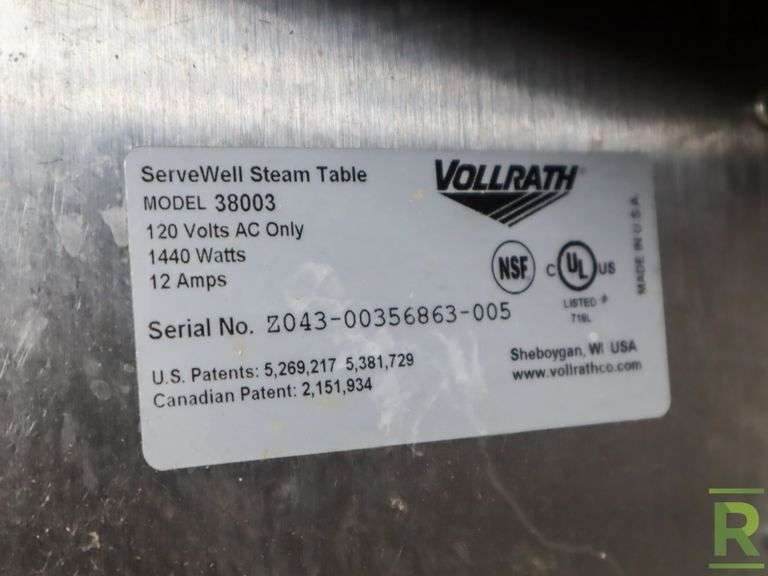 ServeWell Steam Table
MODEL 38003
120 Volts AC Only
1440 Watts
12 Amps
VOLLRATH®
NSF
C UL US
LISTED #
716L
MADE IN U.S.A.
Serial No. Z043-00356863-005
U.S. Patents: 5,269,217 5,381,729
Canadian Patent: 2,151,934
Sheboygan, WI USA
www.vollrathco.com
R